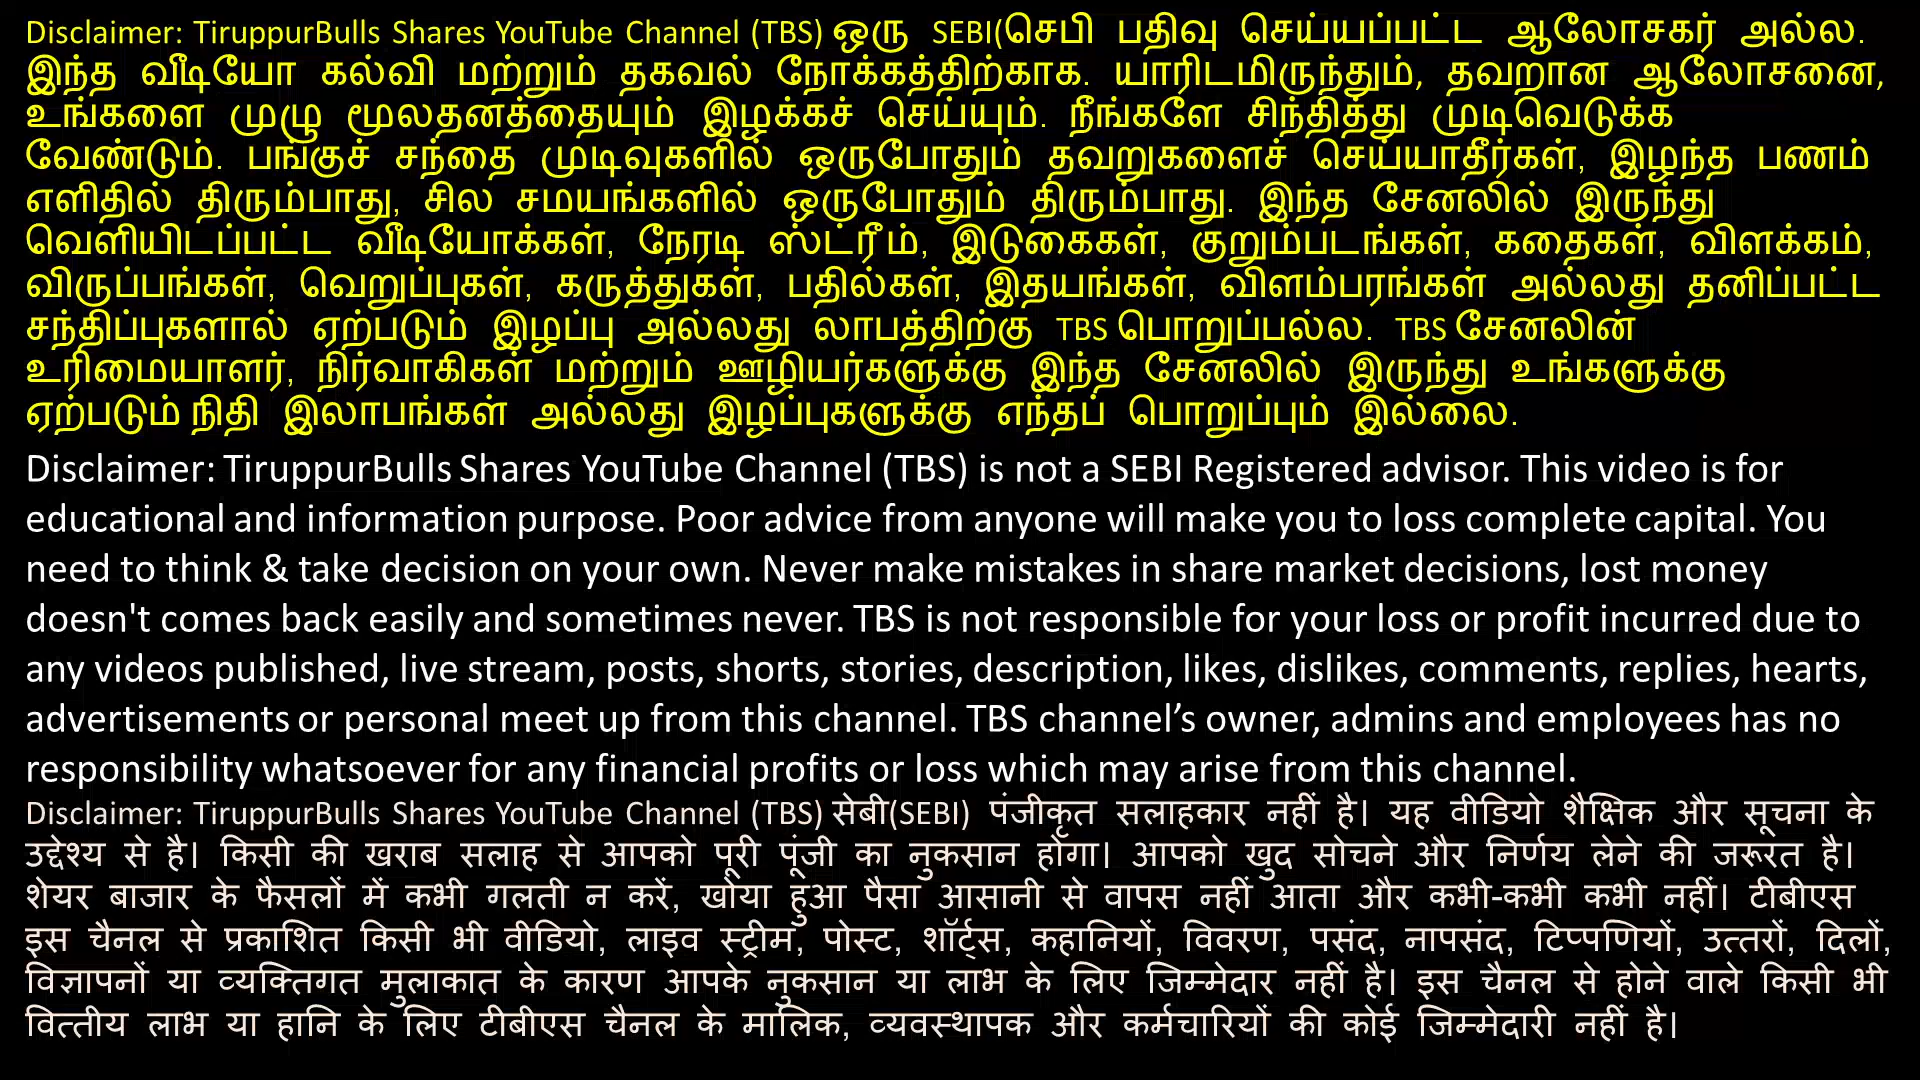 Disclaimer: TiruppurBulls Shares YouTube Channel (TBS) ஒரு SEBI(செபி பதிவு செய்யப்பட்ட ஆலோசகர் அல்ல.
இந்த வீடியோ கல்வி மற்றும் தகவல் நோக்கத்திற்காக. யாரிடமிருந்தும், தவறான ஆலோசனை,
உங்களை முழு மூலதனத்தையும் இழக்கச் செய்யும். நீங்களே சிந்தித்து முடிவெடுக்க
வேண்டும். பங்குச் சந்தை முடிவுகளில் ஒருபோதும் தவறுகளைச் செய்யாதீர்கள், இழந்த பணம்
எளிதில் திரும்பாது, சில சமயங்களில் ஒருபோதும் திரும்பாது. இந்த சேனலில் இருந்து
வெளியிடப்பட்ட வீடியோக்கள், நேரடி ஸ்ட்ரீம், இடுகைகள், குறும்படங்கள், கதைகள், விளக்கம்,
விருப்பங்கள், வெறுப்புகள், கருத்துகள், பதில்கள், இதயங்கள், விளம்பரங்கள் அல்லது தனிப்பட்ட
சந்திப்புகளால் ஏற்படும் இழப்பு அல்லது லாபத்திற்கு TBS பொறுப்பல்ல. TBS சேனலின்
உரிமையாளர், நிர்வாகிகள் மற்றும் ஊழியர்களுக்கு இந்த சேனலில் இருந்து உங்களுக்கு
ஏற்படும் நிதி இலாபங்கள் அல்லது இழப்புகளுக்கு எந்தப் பொறுப்பும் இல்லை.
Disclaimer: TiruppurBulls Shares YouTube Channel (TBS) is not a SEBI Registered advisor. This video is for
educational and information purpose. Poor advice from anyone will make you to loss complete capital. You
need to think & take decision on your own. Never make mistakes in share market decisions, lost money
doesn't comes back easily and sometimes never. TBS is not responsible for your loss or profit incurred due to
any videos published, live stream, posts, shorts, stories, description, likes, dislikes, comments, replies, hearts,
advertisements or personal meet up from this channel. TBS channel’s owner, admins and employees has no
responsibility whatsoever for any financial profits or loss which may arise from this channel.
Disclaimer: TiruppurBulls Shares YouTube Channel (TBS) सेबी(SEBI) पंजीकृत सलाहकार नहीं है। यह वीडियो शैक्षिक और सूचना के
उद्देश्य से है। किसी की खराब सलाह से आपको पूरी पूंजी का नुकसान होगा। आपको खुद सोचने और निर्णय लेने की जरूरत है।
शेयर बाजार के फैसलों में कभी गलती न करें, खोया हुआ पैसा आसानी से वापस नहीं आता और कभी-कभी कभी नहीं। टीबीएस
इस चैनल से प्रकाशित किसी भी वीडियो, लाइव स्ट्रीम, पोस्ट, शॉर्ट्स, कहानियों, विवरण, पसंद, नापसंद, टिप्पणियों, उत्तरों, दिलों,
विज्ञापनों या व्यक्तिगत मुलाकात के कारण आपके नुकसान या लाभ के लिए जिम्मेदार नहीं है। इस चैनल से होने वाले किसी भी
वित्तीय लाभ या हानि के लिए टीबीएस चैनल के मालिक, व्यवस्थापक और कर्मचारियों की कोई जिम्मेदारी नहीं है।